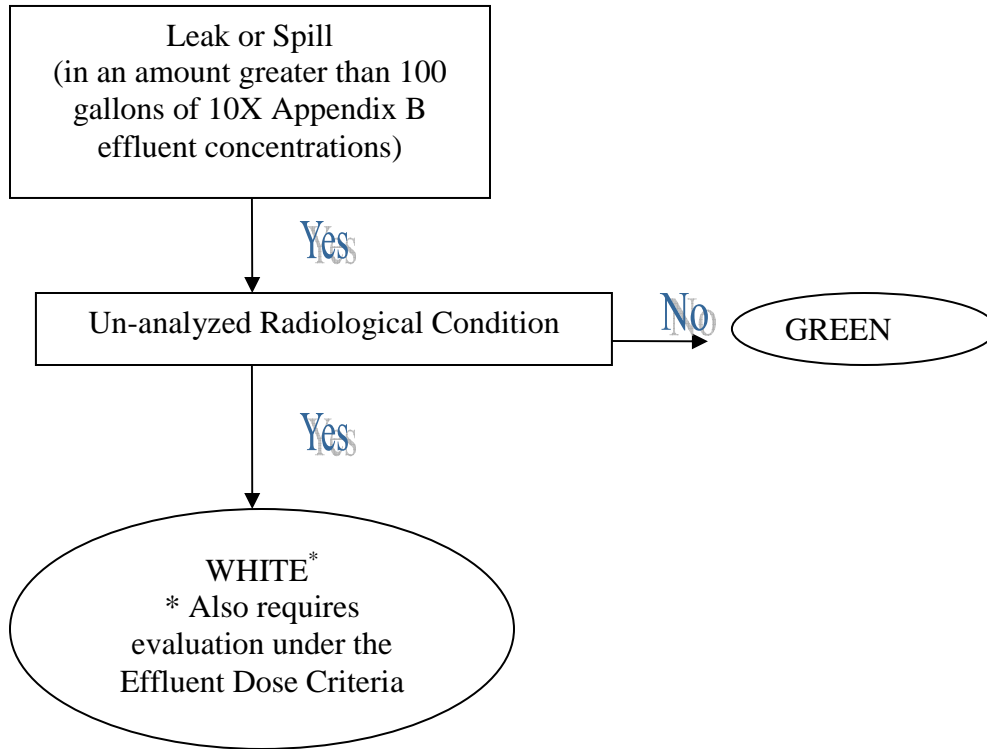 Leak or Spill
(in an amount greater than 100
gallons of 10X Appendix B
effluent concentrations)
Yes
Un-analyzed Radiological Condition
No
GREEN
Yes
WHITE*
* Also requires
evaluation under the
Effluent Dose Criteria